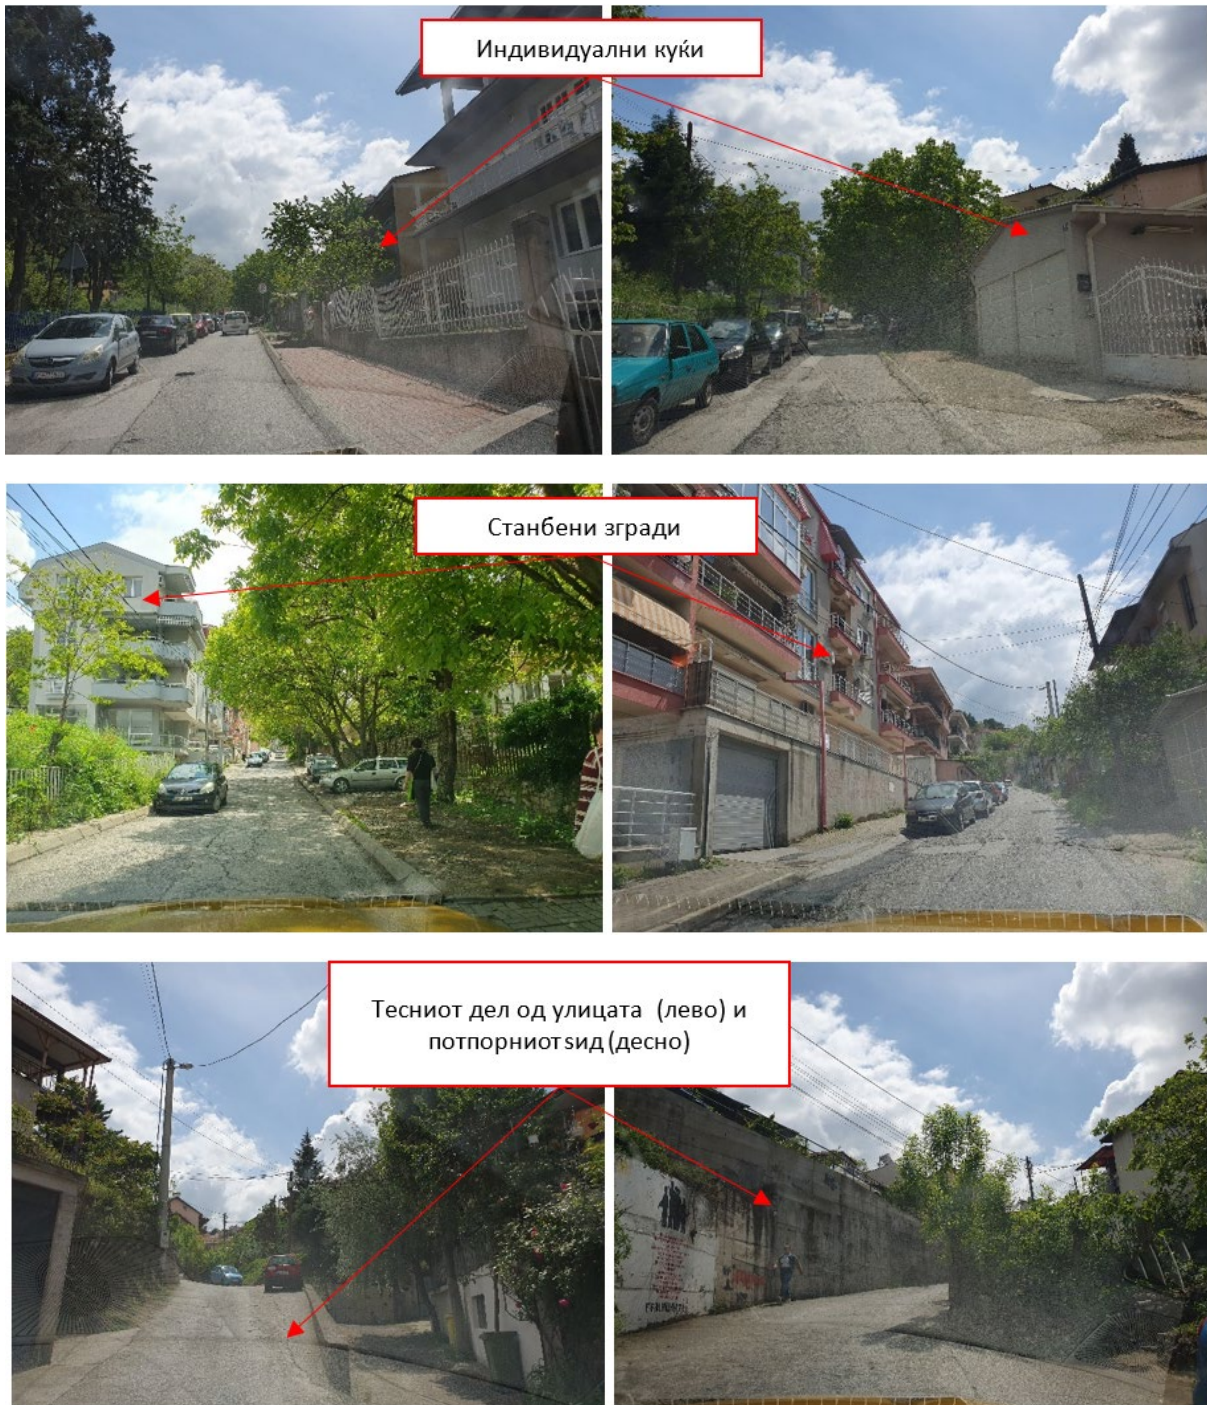 Индивидуални куќи
Станбени згради
Тесниот дел од улицата (лево) и
потпорниот ѕид (десно)